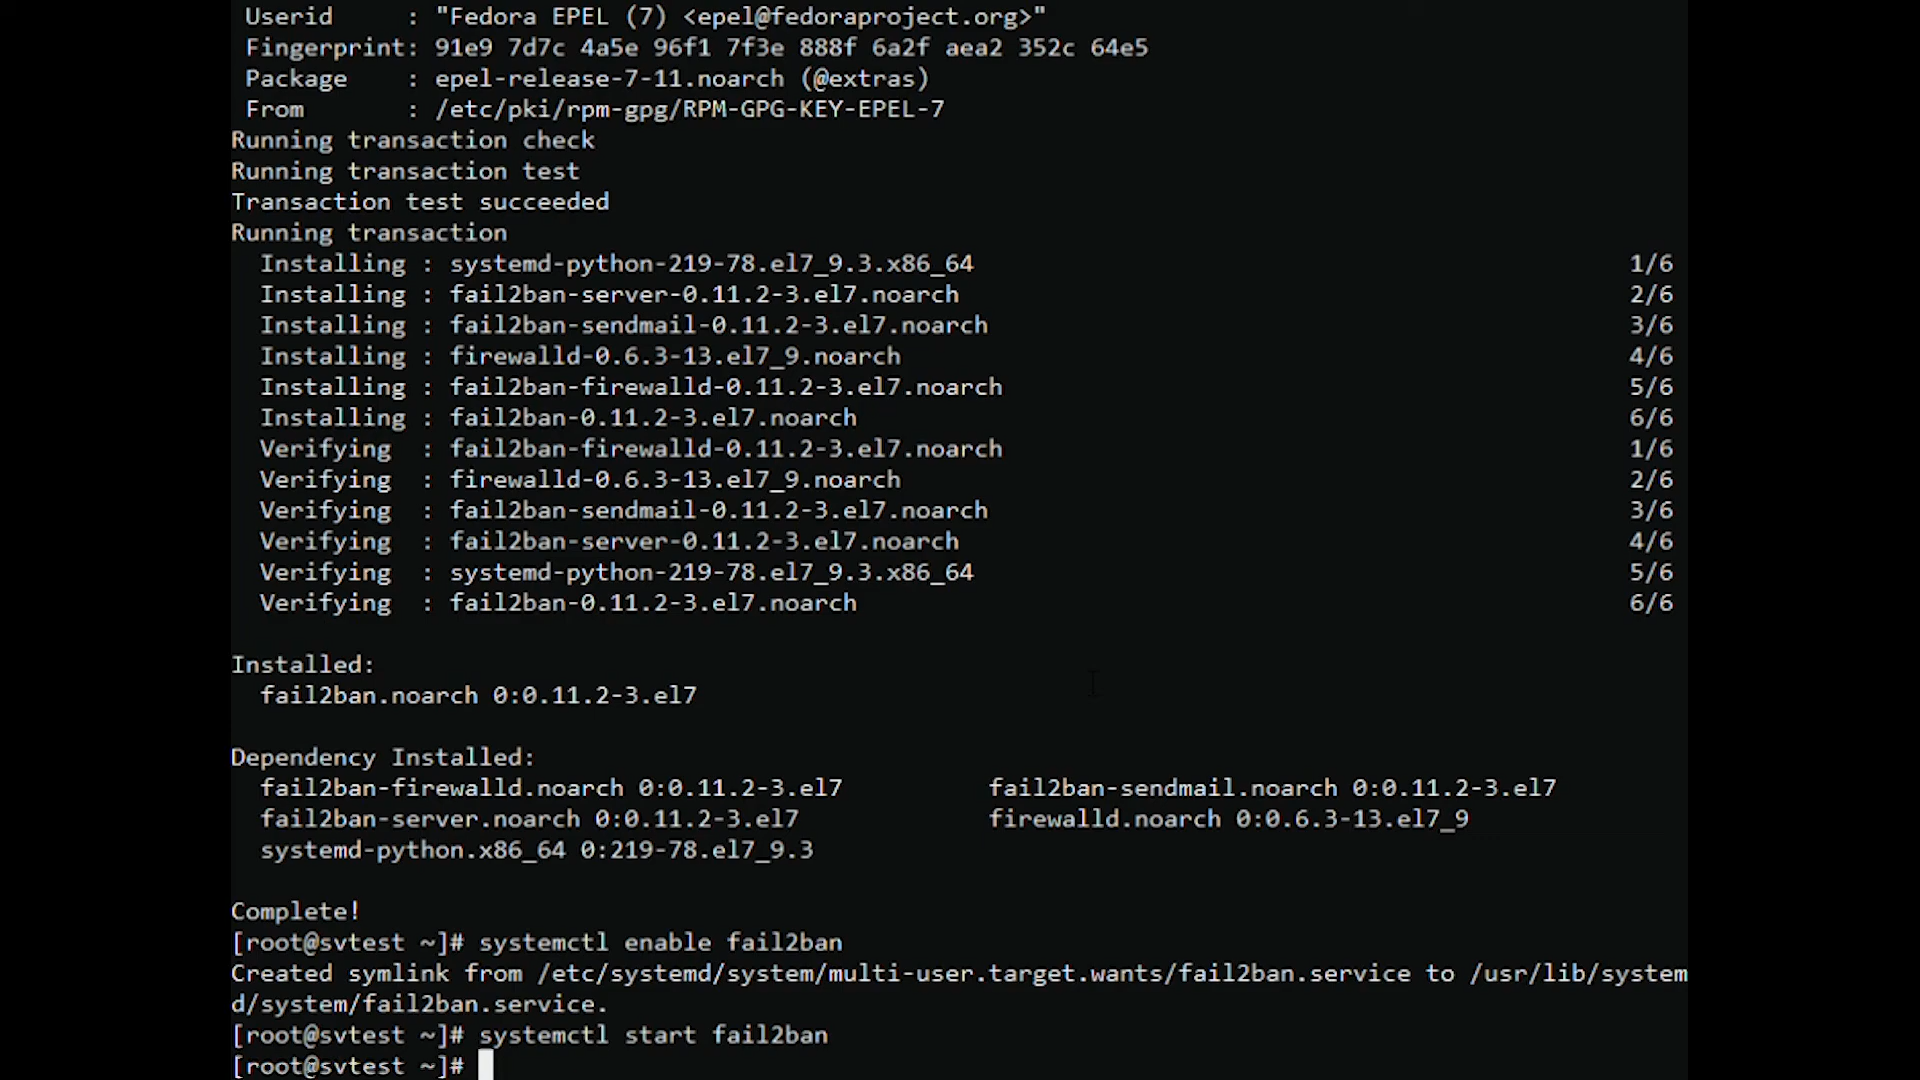 Userid     : "Fedora EPEL (7) <epel@fedoraproject.org>"
Fingerprint: 91e9 7d7c 4a5e 96f1 7f3e 888f 6a2f aea2 352c 64e5
Package    : epel-release-7-11.noarch (@extras)
From       : /etc/pki/rpm-gpg/RPM-GPG-KEY-EPEL-7
Running transaction check
Running transaction test
Transaction test succeeded
Running transaction
Installing : systemd-python-219-78.el7_9.3.x86_64 1/6
Installing : fail2ban-server-0.11.2-3.el7.noarch 2/6
Installing : fail2ban-sendmail-0.11.2-3.el7.noarch 3/6
Installing : firewalld-0.6.3-13.el7_9.noarch 4/6
Installing : fail2ban-firewalld-0.11.2-3.el7.noarch 5/6
Installing : fail2ban-0.11.2-3.el7.noarch 6/6
Verifying  : fail2ban-firewalld-0.11.2-3.el7.noarch 1/6
Verifying  : firewalld-0.6.3-13.el7_9.noarch 2/6
Verifying  : fail2ban-sendmail-0.11.2-3.el7.noarch 3/6
Verifying  : fail2ban-server-0.11.2-3.el7.noarch 4/6
Verifying  : systemd-python-219-78.el7_9.3.x86_64 5/6
Verifying  : fail2ban-0.11.2-3.el7.noarch 6/6
Installed:
fail2ban.noarch 0:0.11.2-3.el7
Dependency Installed:
fail2ban-firewalld.noarch 0:0.11.2-3.el7 fail2ban-sendmail.noarch 0:0.11.2-3.el7
fail2ban-server.noarch 0:0.11.2-3.el7 firewalld.noarch 0:0.6.3-13.el7_9
systemd-python.x86_64 0:219-78.el7_9.3
Complete!
[root@svtest ~]# systemctl enable fail2ban
Created symlink from /etc/systemd/system/multi-user.target.wants/fail2ban.service to /usr/lib/system
d/system/fail2ban.service.
[root@svtest ~]# systemctl start fail2ban
[root@svtest ~]#